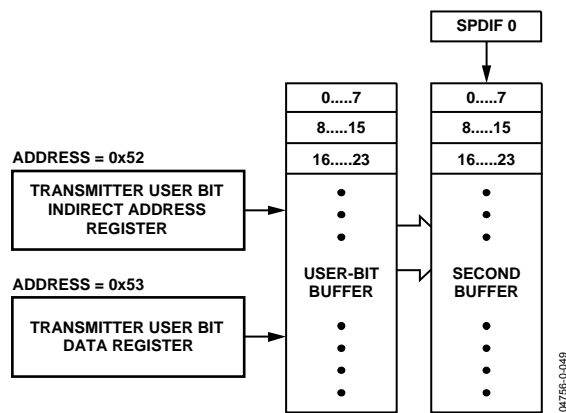 SPDIF 0
0.....7
0.....7
8.....15
8.....15
16.....23
16.....23
ADDRESS = 0x52
TRANSMITTER USER BIT
INDIRECT ADDRESS
REGISTER
USER-BIT
BUFFER
SECOND
BUFFER
ADDRESS = 0x53
TRANSMITTER USER BIT
DATA REGISTER
04756-0-049